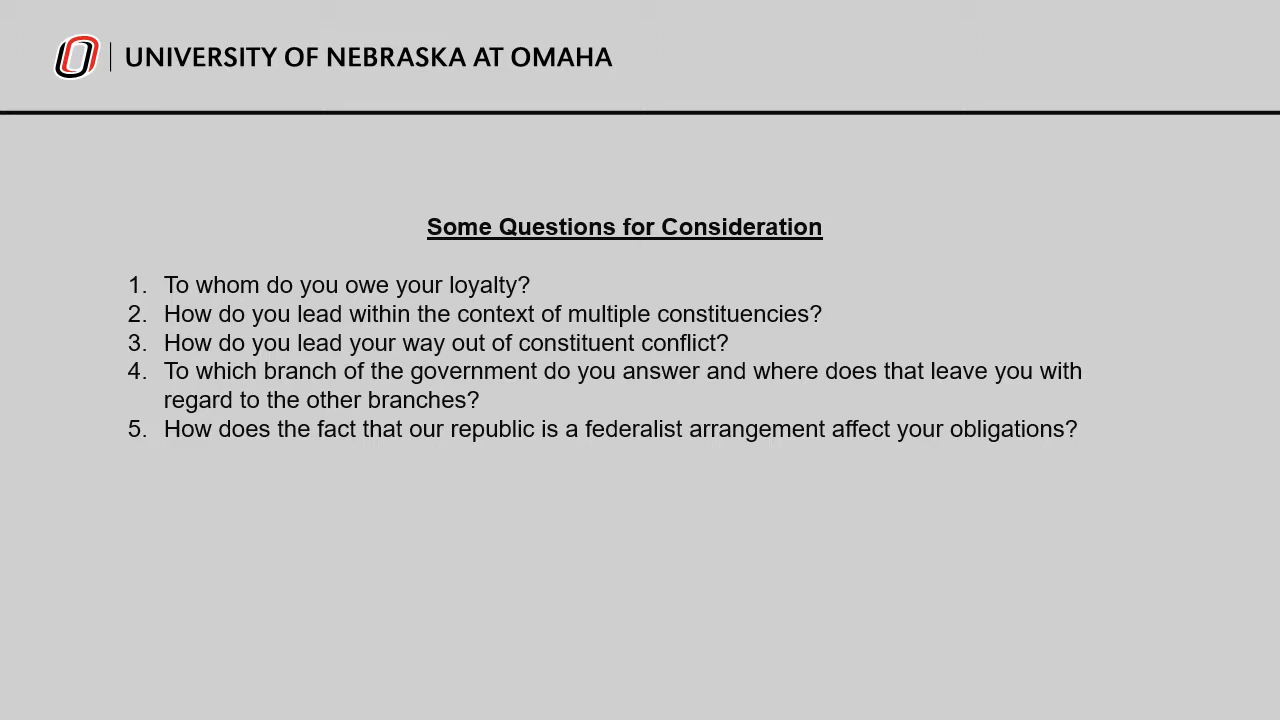 UNIVERSITY OF NEBRASKA AT OMAHA
Some Questions for Consideration
1. To whom do you owe your loyalty?
2. How do you lead within the context of multiple constituencies?
3. How do you lead your way out of constituent conflict?
4. To which branch of the government do you answer and where does that leave you with
regard to the other branches?
5. How does the fact that our republic is a federalist arrangement affect your obligations?